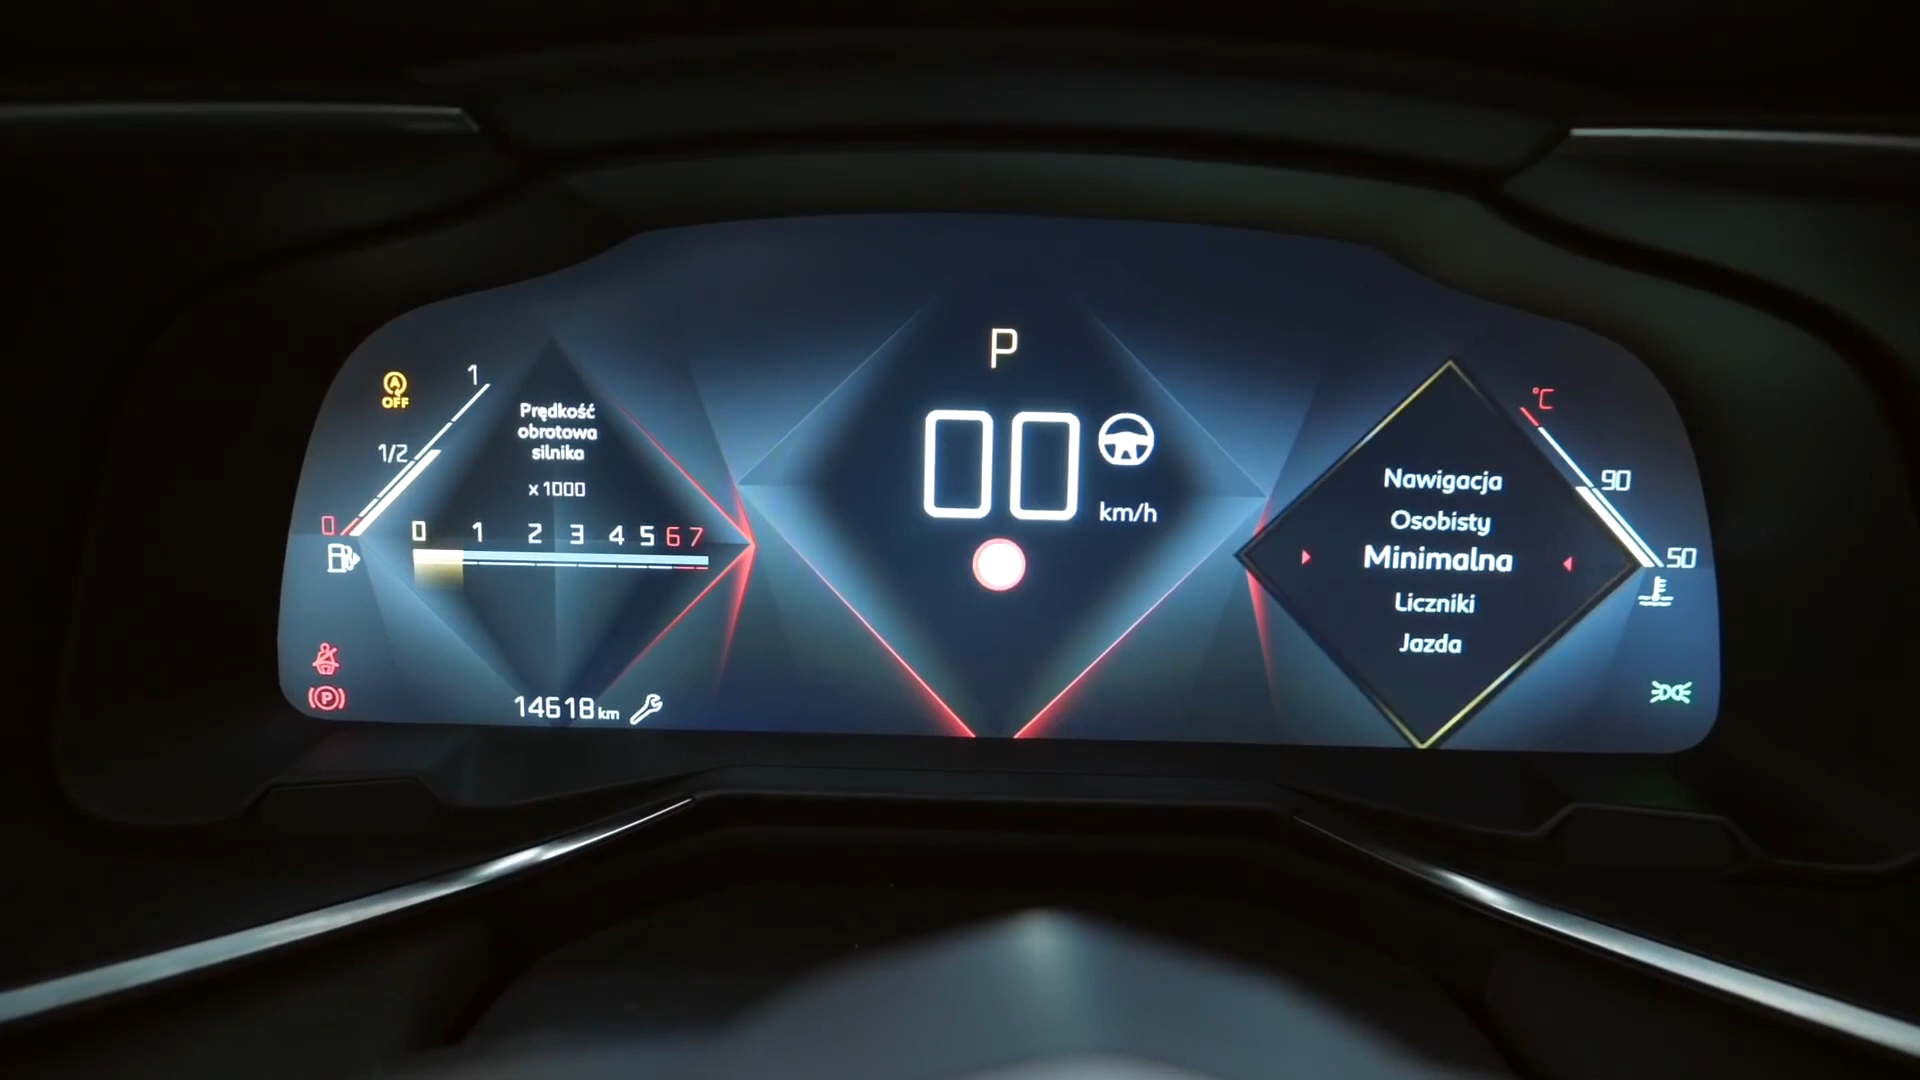 P
A
OFF
1
1/2
0
Prędkość
obrotowa
silnika
x 1000
0 1 2 3 4 5 6 7
00
km/h
°C
90
50
Nawigacja
Osobisty
Minimalna
Liczniki
Jazda
P
14618 km